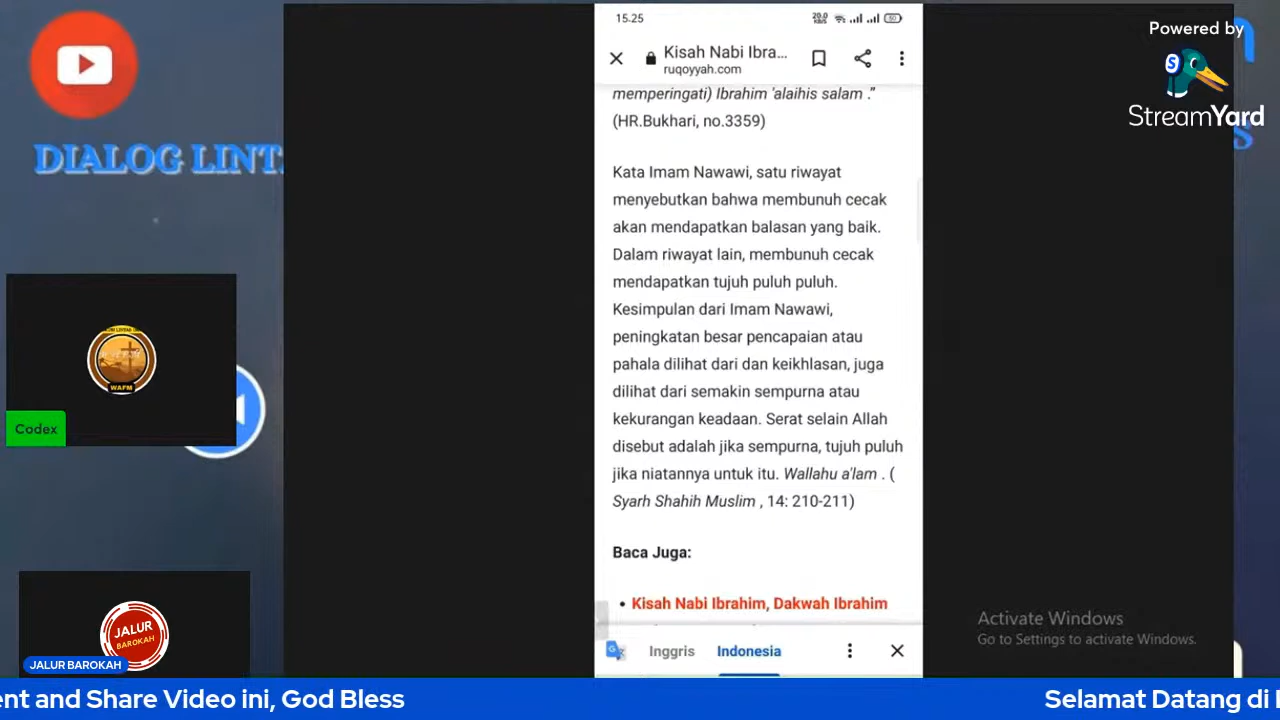 15.25
Kisah Nabi Ibra...
ruqoyyah.com
Powered by
StreamYard
DIALOG LINT
memperingati) Ibrahim 'alaihis salam .”
(HR.Bukhari, no.3359)
Kata Imam Nawawi, satu riwayat
menyebutkan bahwa membunuh cecak
akan mendapatkan balasan yang baik.
Dalam riwayat lain, membunuh cecak
mendapatkan tujuh puluh puluh.
Kesimpulan dari Imam Nawawi,
peningkatan besar pencapaian atau
pahala dilihat dari dan keikhlasan, juga
dilihat dari semakin sempurna atau
kekurangan keadaan. Serat selain Allah
disebut adalah jika sempurna, tujuh puluh
jika niatannya untuk itu. Wallahu a'lam . (
Syarh Shahih Muslim , 14: 210-211)
Baca Juga:
• Kisah Nabi Ibrahim, Dakwah Ibrahim
Inggris Indonesia
WAFM
Codex
JALUR
BAROKAH
JALUR BAROKAH
Activate Windows
Go to Settings to activate Windows.
ent and Share Video ini, God Bless
Selamat Datang di